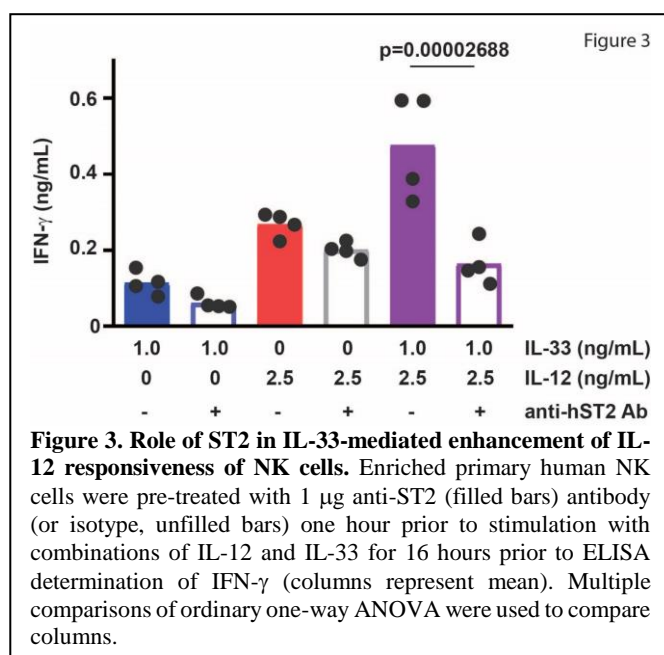 Figure 3
p=0.00002688
0.6
0.4
0.2
0
IFN-γ (ng/mL)
1.0 1.0 0 0 1.0 1.0 IL-33 (ng/mL)
0 0 2.5 2.5 2.5 2.5 IL-12 (ng/mL)
- + - + - + anti-hST2 Ab
Figure 3. Role of ST2 in IL-33-mediated enhancement of IL-
12 responsiveness of NK cells. Enriched primary human NK
cells were pre-treated with 1 μg anti-ST2 (filled bars) antibody
(or isotype, unfilled bars) one hour prior to stimulation with
combinations of IL-12 and IL-33 for 16 hours prior to ELISA
determination of IFN-γ (columns represent mean). Multiple
comparisons of ordinary one-way ANOVA were used to compare
columns.